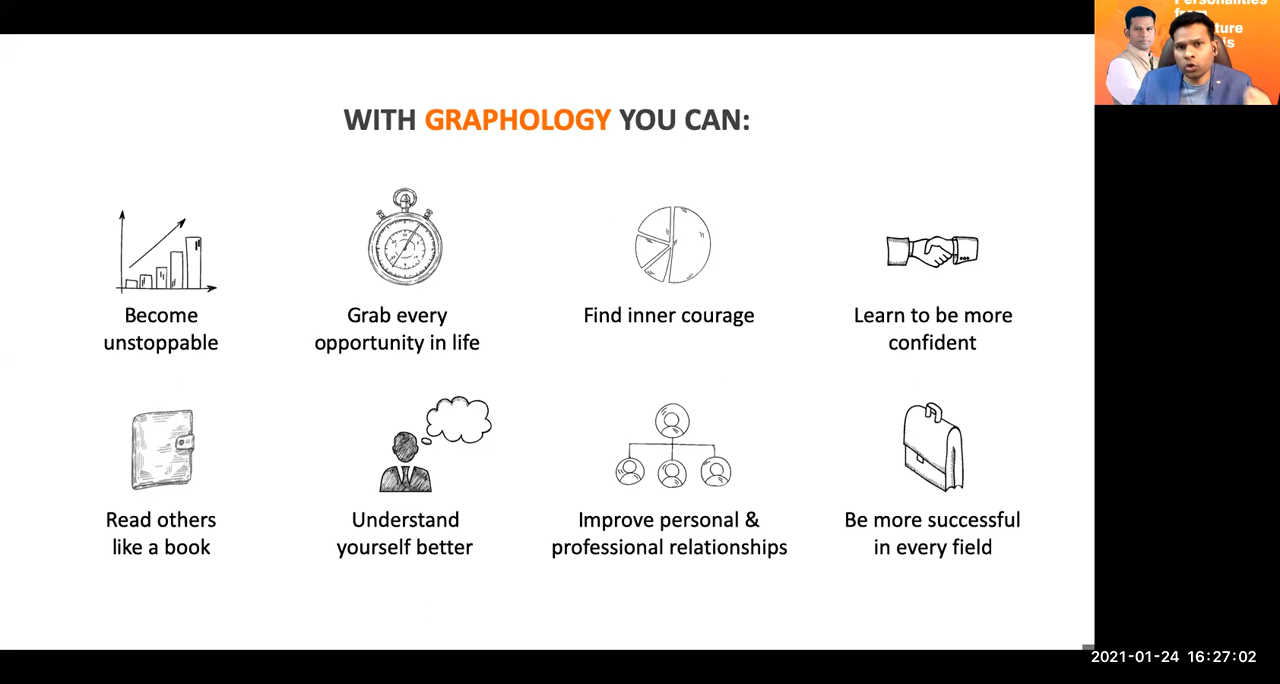 Personalities
from
WITH GRAPHOLOGY YOU CAN:
Become
unstoppable
Grab every
opportunity in life
Find inner courage
Learn to be more
confident
Read others
like a book
Understand
yourself better
Improve personal &
professional relationships
Be more successful
in every field
2021-01-24 16:27:02